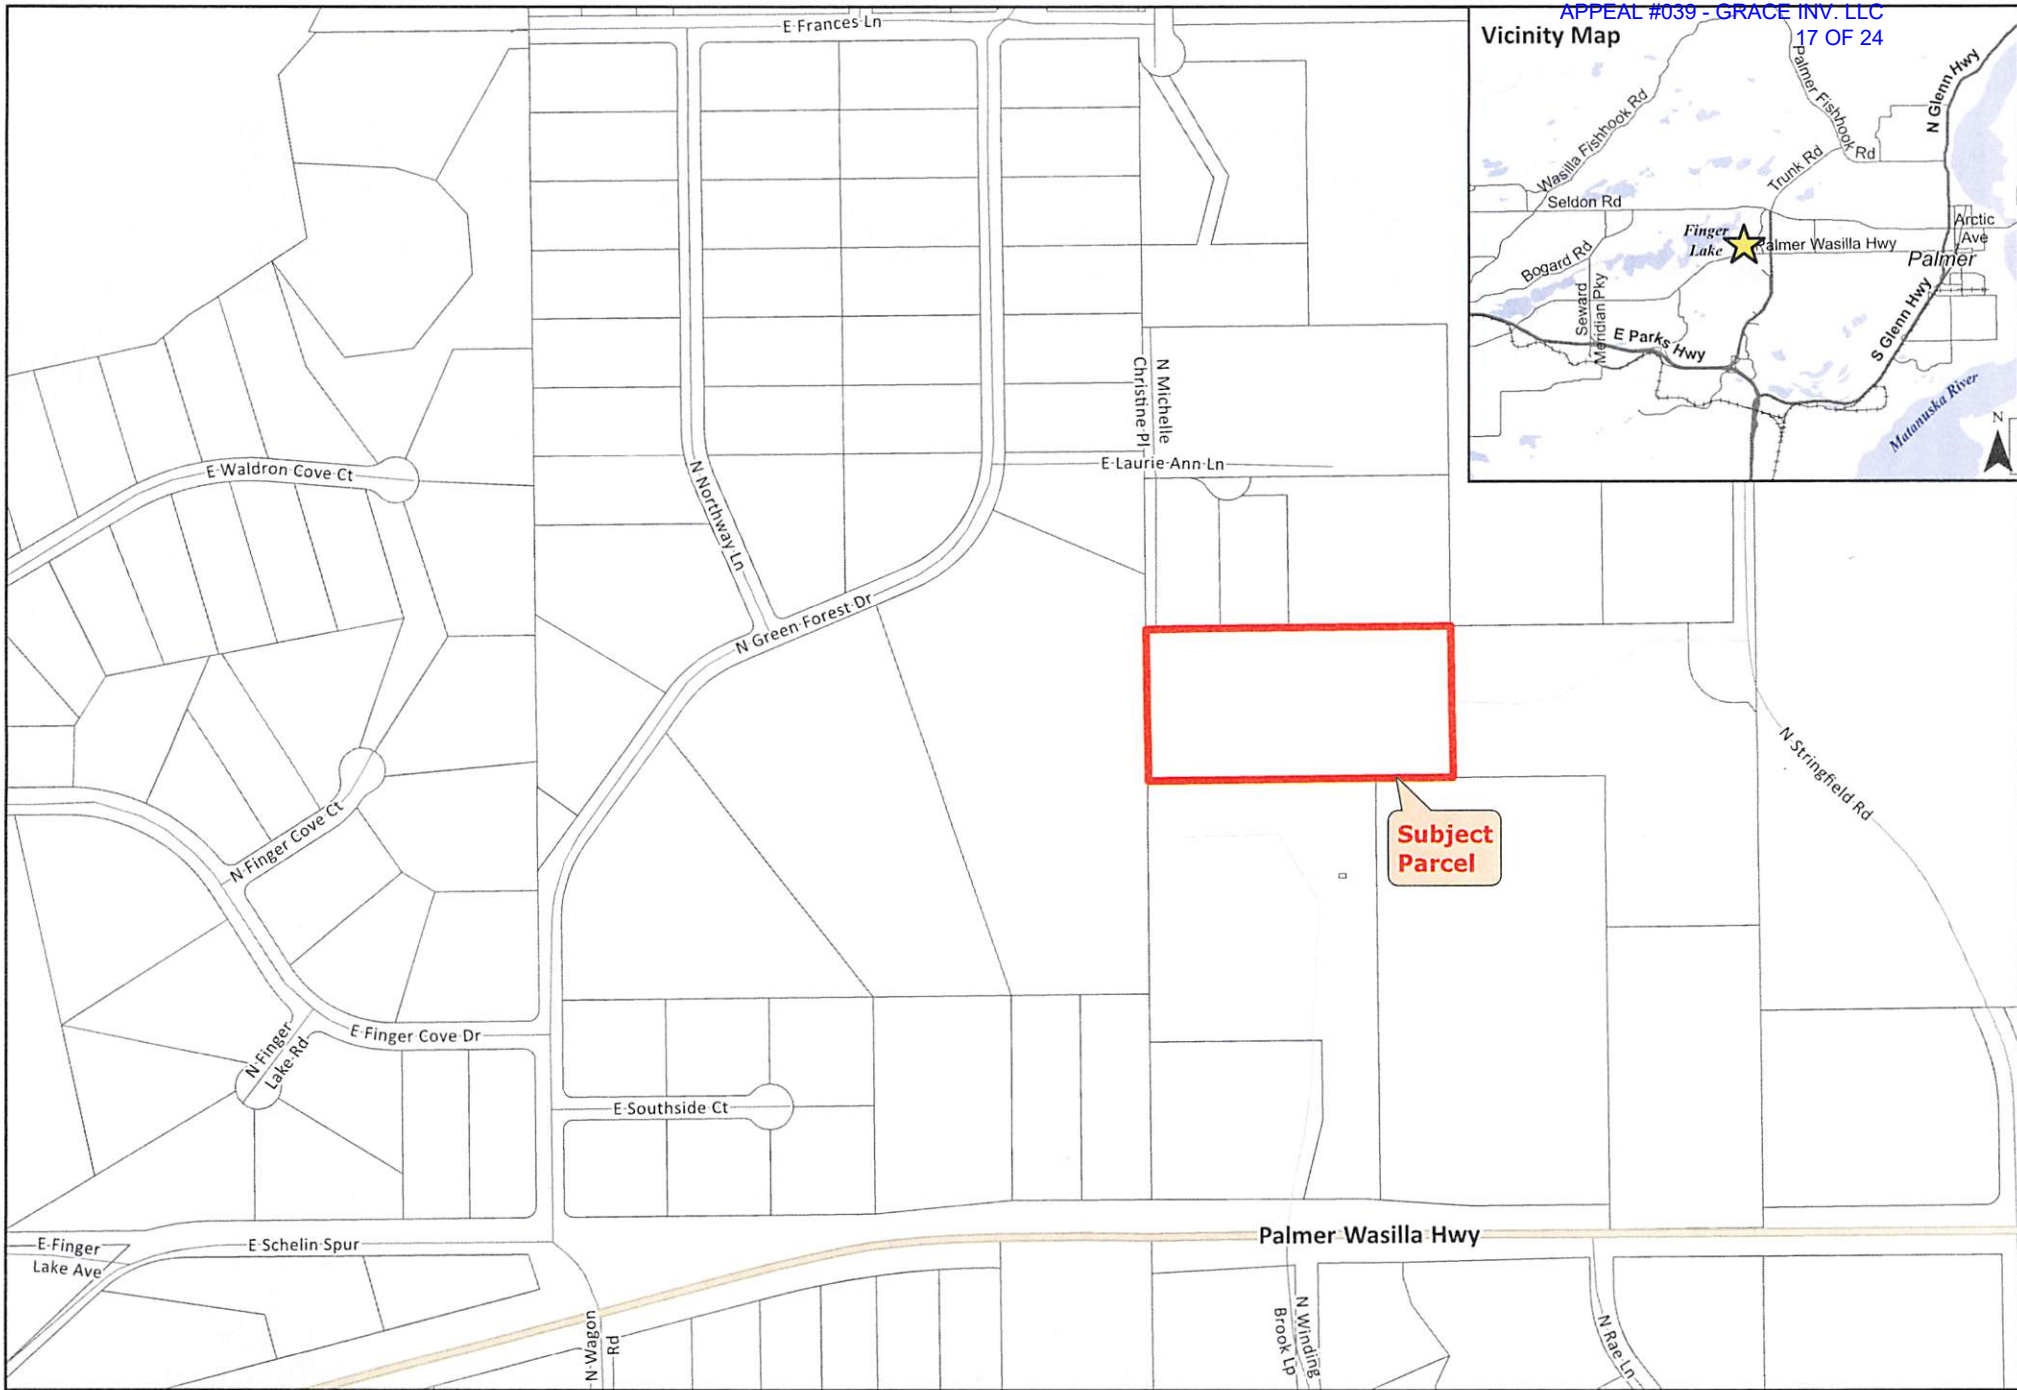 APPEAL #039 - GRACE INV. LLC
17 OF 24
Vicinity Map
N Glenn Hwy
Palmer Fishhook
Rd
Wasilla Fishhook Rd
Trunk Rd
Seldon Rd
Arctic
Ave
Finger
Lake
Palmer Wasilla Hwy
Palmer
Bogard Rd
Seward
Meridian Pky
E Parks Hwy
S Glenn Hwy
Matanuska River
N
E Frances Ln
N Michelle
Christine Pl
E Laurie Ann Ln
E Waldron Cove Ct
N Northway Ln
N Green Forest Dr
N Stringfield Rd
Subject
Parcel
N Finger Cove Ct
N Finger
Lake Rd
E Finger Cove Dr
E Southside Ct
Palmer Wasilla Hwy
E Finger
Lake Ave
E Schelin Spur
N Wagon
Rd
N Winding
Brook Lp
N Rae Ln